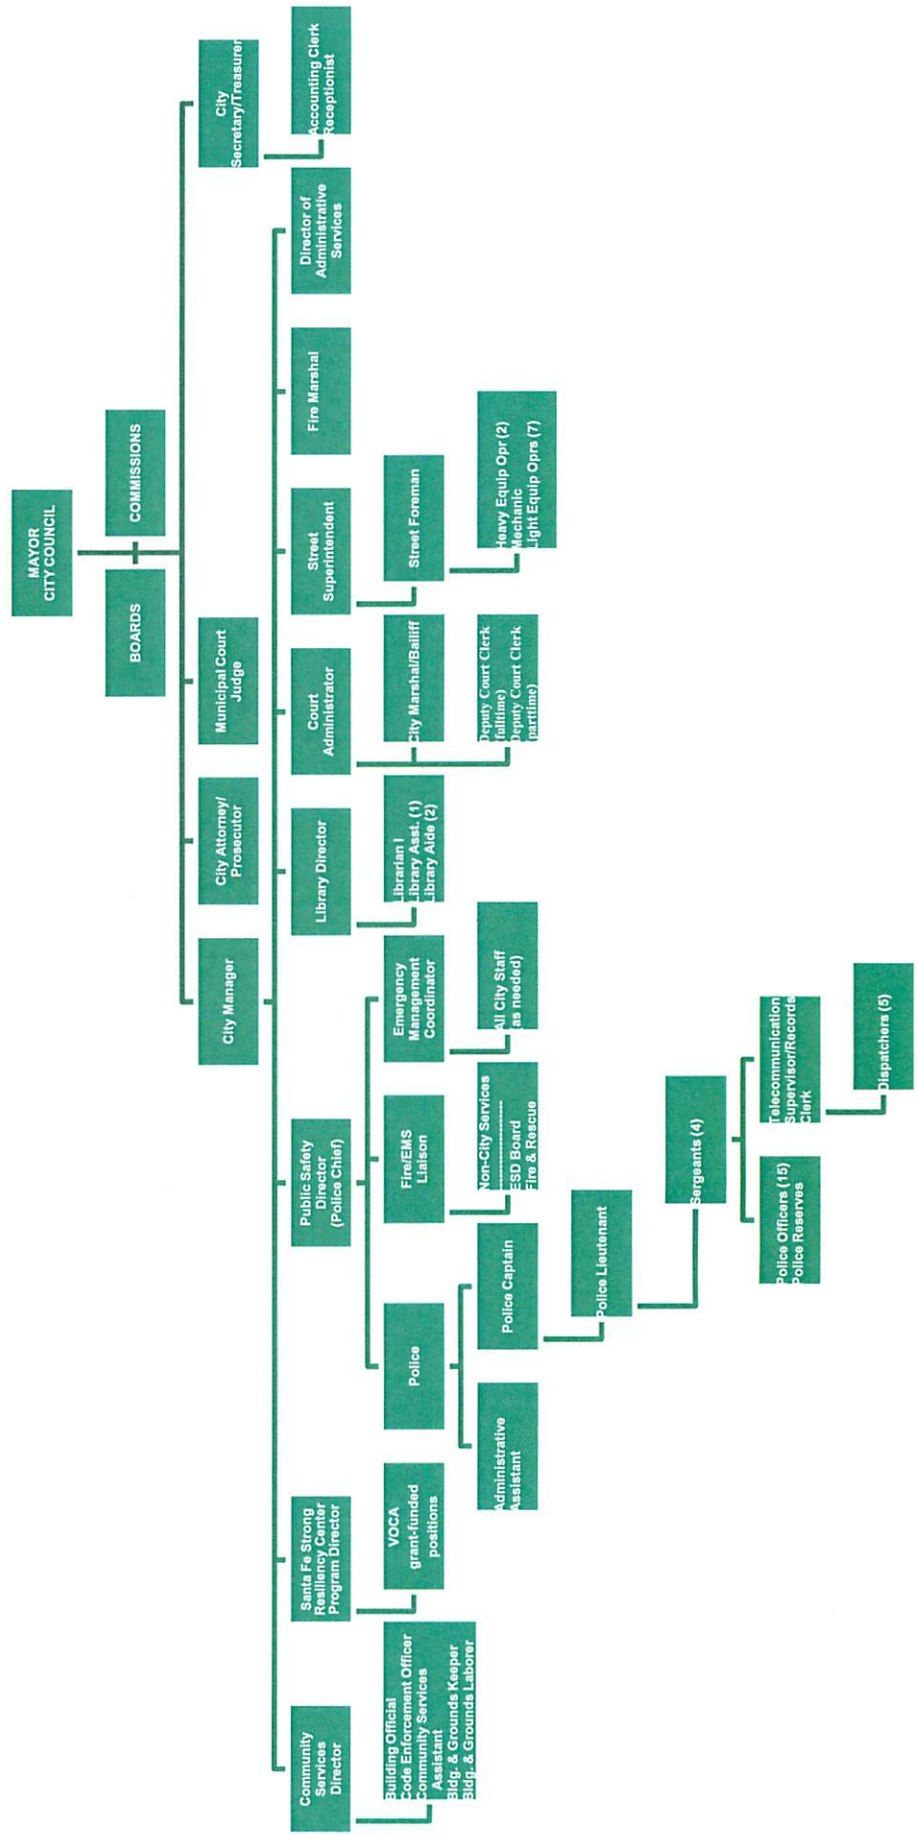 MAYOR
CITY COUNCIL
BOARDS
COMMISSIONS
City Manager
City Attorney/
Prosecutor
Municipal Court
Judge
City
Secretary/Treasurer
Accounting Clerk
Receptionist
Community
Services
Director
Santa Fe Strong
Resiliency Center
Program Director
Public Safety
Director
(Police Chief)
Library Director
Court
Administrator
Street
Superintendent
Fire Marshal
Director of
Administrative
Services
Building Official
Code Enforcement Officer
Community Services
Assistant
Bldg. & Grounds Keeper
Bldg. & Grounds Laborer
VOCA
grant-funded
positions
Police
Fire/EMS
Liaison
Emergency
Management
Coordinator
Librarian I
Library Asst. (1)
Library Aide (2)
City Marshal/Bailiff
Street Foreman
Administrative
Assistant
Police Captain
Non-City Services
--------------------
ESD Board
Fire & Rescue
All City Staff
(as needed)
Deputy Court Clerk
(fulltime)
Deputy Court Clerk
(parttime)
Heavy Equip Opr (2)
Mechanic
Light Equip Oprs (7)
Police Lieutenant
Sergeants (4)
Police Officers (15)
Police Reserves
Telecommunication
Supervisor/Records
Clerk
Dispatchers (5)